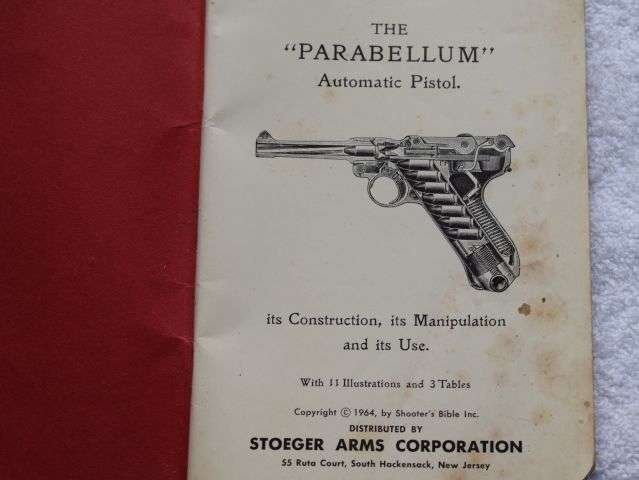 THE
"PARABELLUM"
Automatic Pistol.
its Construction, its Manipulation
and its Use.
With 11 Illustrations and 3 Tables
Copyright © 1964, by Shooter's Bible Inc.
DISTRIBUTED BY
STOEGER ARMS CORPORATION
55 Ruta Court, South Hackensack, New Jersey